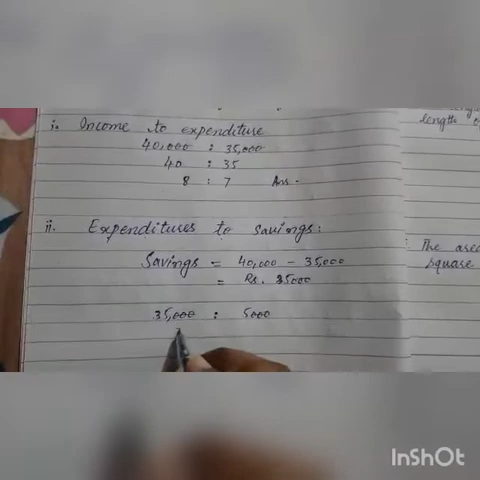 i. Income to expenditure
40,000 : 35,000
40 : 35
8 : 7 Ans.
ii. Expenditures to savings:
Savings = 40,000 - 35,000
= Rs. 35000
35,000 : 5000
length
The area
square
InShOt